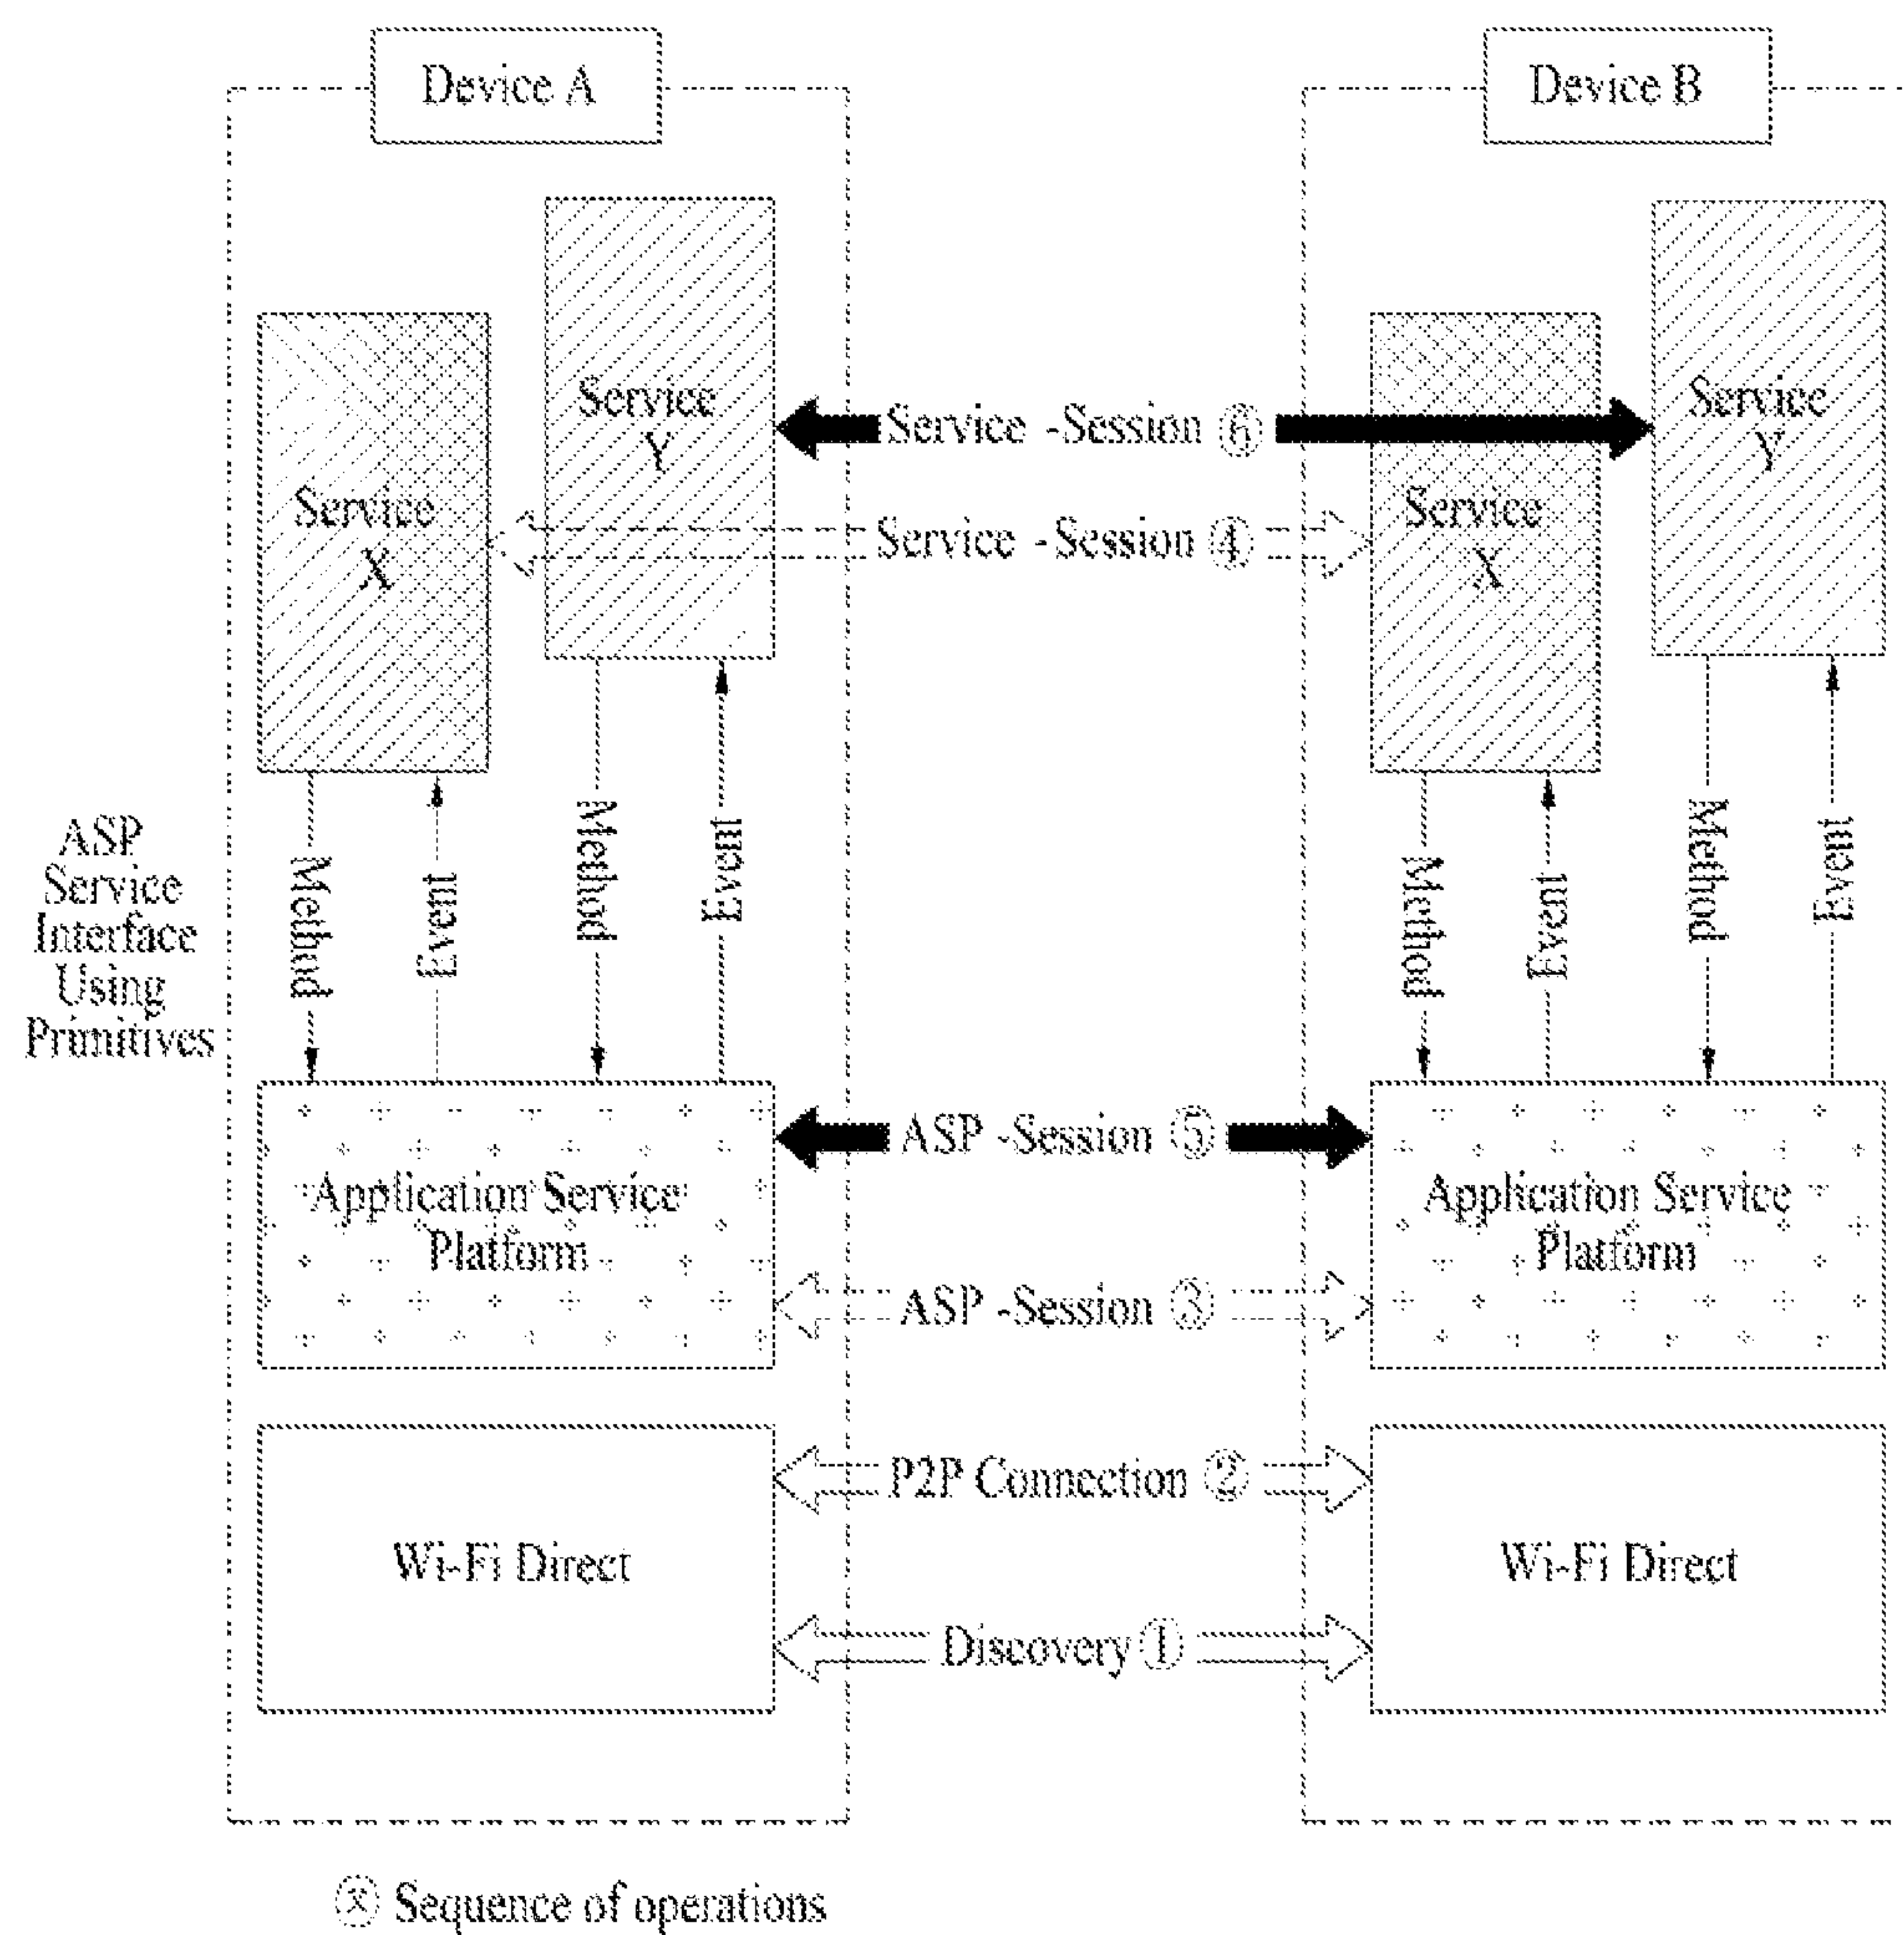 Device A
Device B
Service
Y
Service
Y
Service -Session ⑥
Service
X
Service
X
Service -Session ④
ASP
Service
Interface
Using
Primitives
Method
Event
Method
Event
Method
Event
Method
Event
ASP -Session ⑤
Application Service
Platform
Application Service
Platform
ASP -Session ③
P2P Connection ②
Wi-Fi Direct
Wi-Fi Direct
Discovery ①
ⓧ Sequence of operations